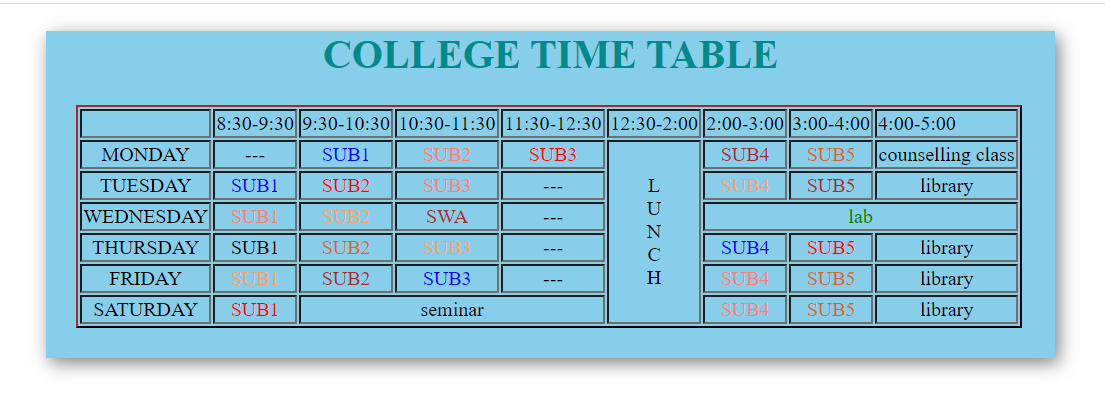 COLLEGE TIME TABLE
8:30-9:30 9:30-10:30 10:30-11:30 11:30-12:30 12:30-2:00 2:00-3:00 3:00-4:00 4:00-5:00
MONDAY --- SUB1 SUB2 SUB3 SUB4 SUB5 counselling class
TUESDAY SUB1 SUB2 SUB3 --- SUB4 SUB5 library
WEDNESDAY SUB1 SUB2 SWA --- lab
THURSDAY SUB1 SUB2 SUB3 --- SUB4 SUB5 library
FRIDAY SUB1 SUB2 SUB3 --- SUB4 SUB5 library
SATURDAY SUB1 seminar SUB4 SUB5 library
L
U
N
C
H